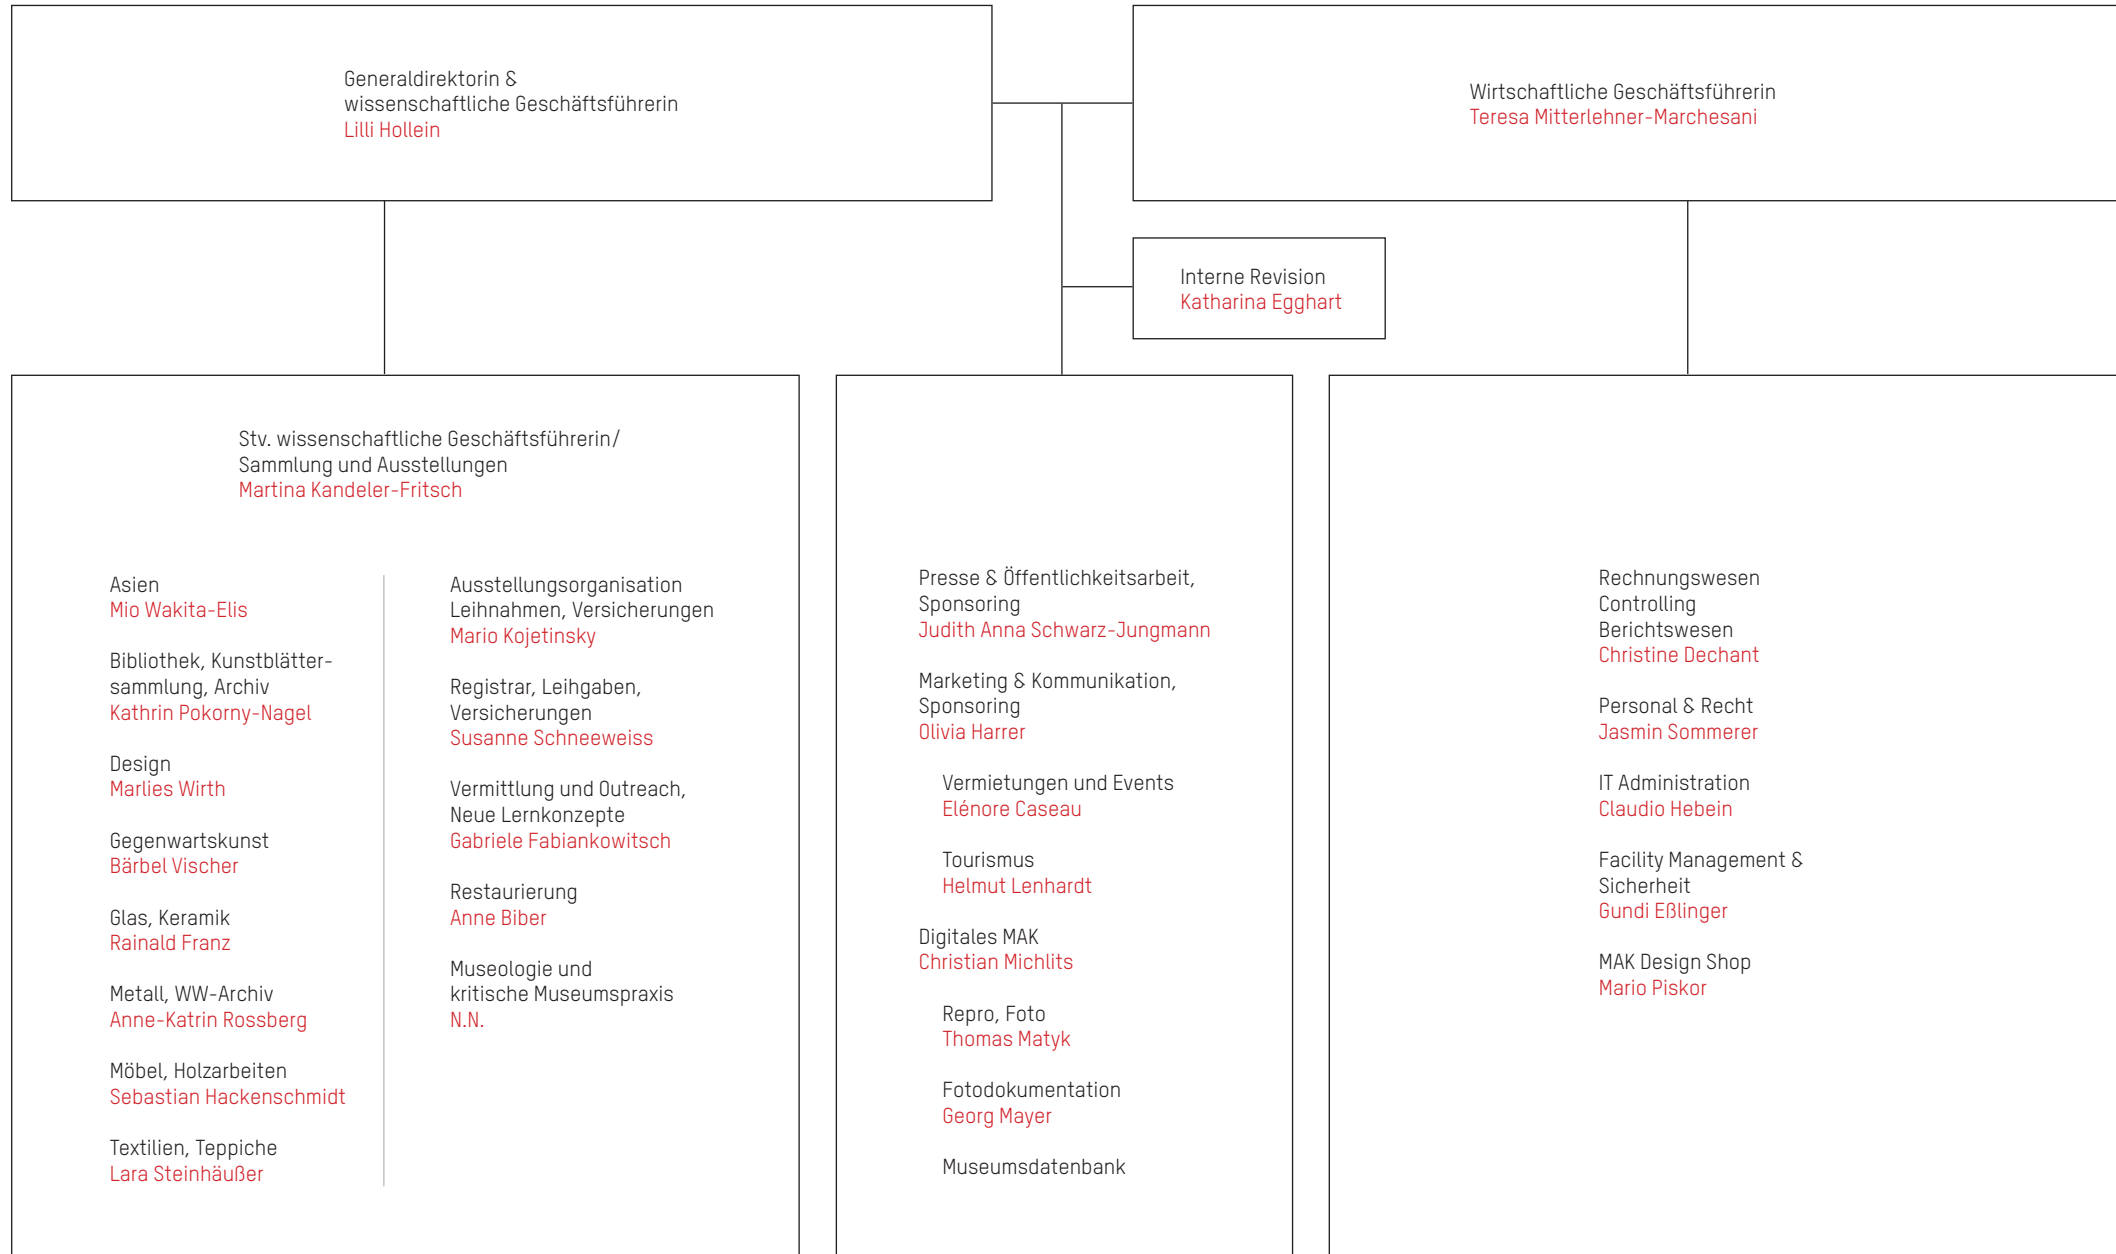 Generaldirektorin &
wissenschaftliche Geschäftsführerin
Lilli Hollein
Wirtschaftliche Geschäftsführerin
Teresa Mitterlehner-Marchesani
Interne Revision
Katharina Egghart
Stv. wissenschaftliche Geschäftsführerin/
Sammlung und Ausstellungen
Martina Kandeler-Fritsch
Asien
Mio Wakita-Elis
Bibliothek, Kunstblätter-
sammlung, Archiv
Kathrin Pokorny-Nagel
Design
Marlies Wirth
Gegenwartskunst
Bärbel Vischer
Glas, Keramik
Rainald Franz
Metall, WW-Archiv
Anne-Katrin Rossberg
Möbel, Holzarbeiten
Sebastian Hackenschmidt
Textilien, Teppiche
Lara Steinhäußer
Ausstellungsorganisation
Leihnahmen, Versicherungen
Mario Kojetinsky
Registrar, Leihgaben,
Versicherungen
Susanne Schneeweiss
Vermittlung und Outreach,
Neue Lernkonzepte
Gabriele Fabiankowitsch
Restaurierung
Anne Biber
Museologie und
kritische Museumspraxis
N.N.
Presse & Öffentlichkeitsarbeit,
Sponsoring
Judith Anna Schwarz-Jungmann
Marketing & Kommunikation,
Sponsoring
Olivia Harrer
Vermietungen und Events
Elénore Caseau
Tourismus
Helmut Lenhardt
Digitales MAK
Christian Michlits
Repro, Foto
Thomas Matyk
Fotodokumentation
Georg Mayer
Museumsdatenbank
Rechnungswesen
Controlling
Berichtswesen
Christine Dechant
Personal & Recht
Jasmin Sommerer
IT Administration
Claudio Hebein
Facility Management &
Sicherheit
Gundi Eßlinger
MAK Design Shop
Mario Piskor